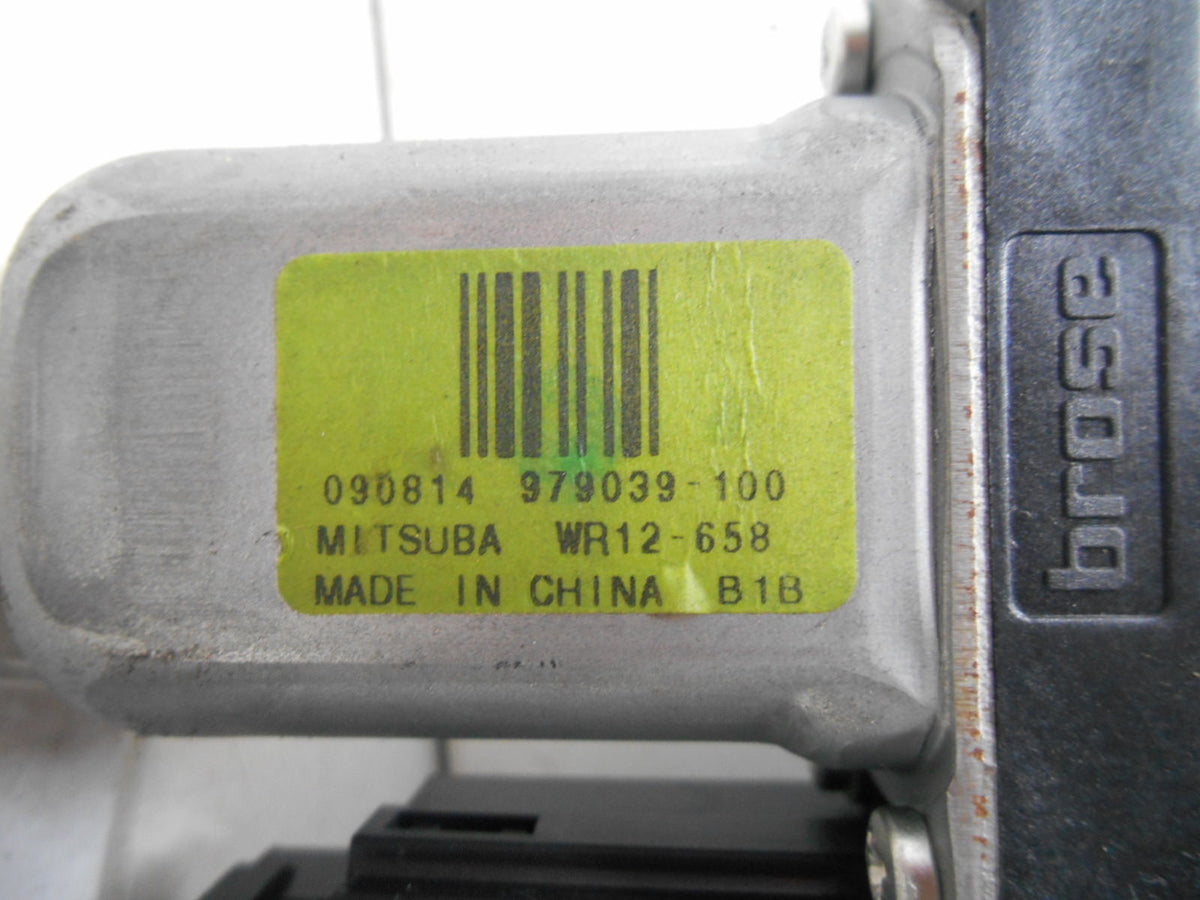 090814 979039-100
MITSUBA WR12-658
MADE IN CHINA B1B
brose